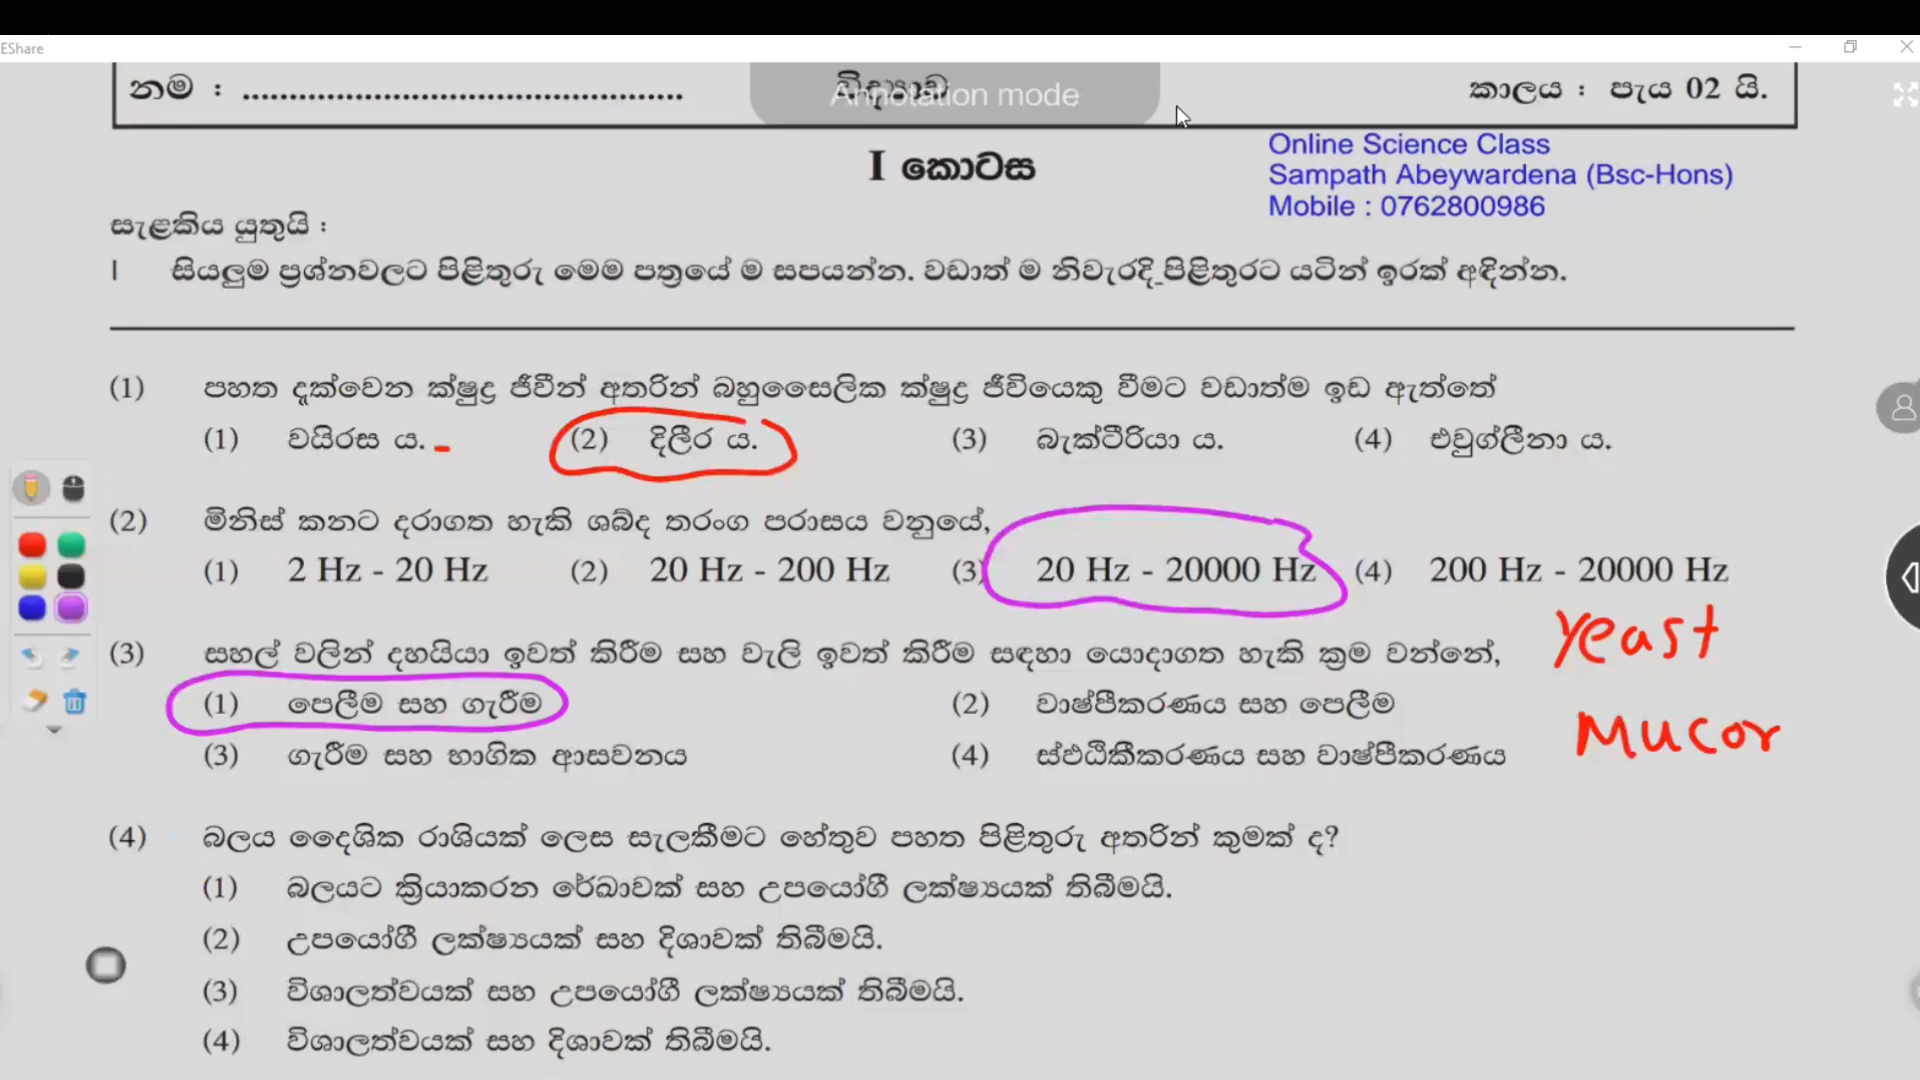 EShare
නම : ................................................ විද්‍යාව කාලය : පැය 02 යි.
Annotation mode
I කොටස
Online Science Class
Sampath Abeywardena (Bsc-Hons)
Mobile : 0762800986
සැළකිය යුතුයි :
I සියලුම ප්‍රශ්නවලට පිළිතුරු මෙම පත්‍රයේ ම සපයන්න. වඩාත් ම නිවැරදි පිළිතුරට යටින් ඉරක් අඳින්න.
(1) පහත දැක්වෙන ක්ෂුද්‍ර ජීවීන් අතරින් බහුසෛලික ක්ෂුද්‍ර ජීවියෙකු වීමට වඩාත්ම ඉඩ ඇත්තේ
(1) වයිරස ය. (2) දිලීර ය. (3) බැක්ටීරියා ය. (4) එවුග්ලීනා ය.
(2) මිනිස් කනට දරාගත හැකි ශබ්ද තරංග පරාසය වනුයේ,
(1) 2 Hz - 20 Hz (2) 20 Hz - 200 Hz (3) 20 Hz - 20000 Hz (4) 200 Hz - 20000 Hz
yeast
(3) සහල් වලින් දහයියා ඉවත් කිරීම සහ වැලි ඉවත් කිරීම සඳහා යොදාගත හැකි ක්‍රම වන්නේ,
(1) පෙලීම සහ ගැරීම (2) වාෂ්පීකරණය සහ පෙලීම
Mucor
(3) ගැරීම සහ භාගික ආසවනය (4) ස්ඵඨිකීකරණය සහ වාෂ්පීකරණය
(4) බලය දෛශික රාශියක් ලෙස සැලකීමට හේතුව පහත පිළිතුරු අතරින් කුමක් ද?
(1) බලයට ක්‍රියාකරන රේඛාවක් සහ උපයෝගී ලක්ෂ්‍යයක් තිබීමයි.
(2) උපයෝගී ලක්ෂ්‍යයක් සහ දිශාවක් තිබීමයි.
(3) විශාලත්වයක් සහ උපයෝගී ලක්ෂ්‍යයක් තිබීමයි.
(4) විශාලත්වයක් සහ දිශාවක් තිබීමයි.